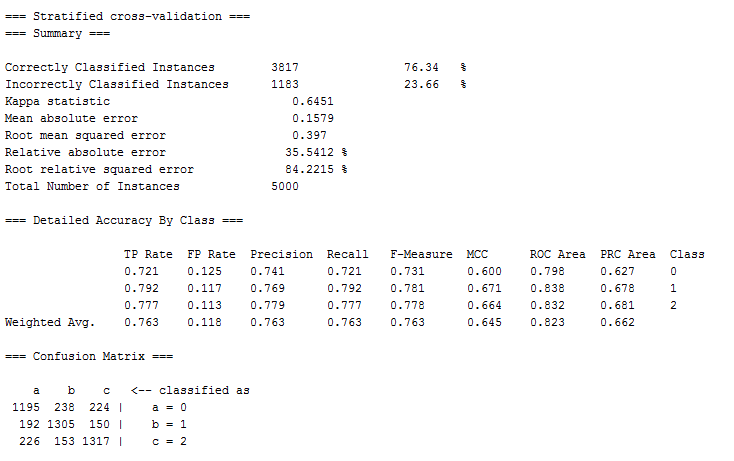 === Stratified cross-validation ===
=== Summary ===
Correctly Classified Instances 3817 76.34 %
Incorrectly Classified Instances 1183 23.66 %
Kappa statistic 0.6451
Mean absolute error 0.1579
Root mean squared error 0.397
Relative absolute error 35.5412 %
Root relative squared error 84.2215 %
Total Number of Instances 5000
=== Detailed Accuracy By Class ===
TP Rate FP Rate Precision Recall F-Measure MCC ROC Area PRC Area Class
0.721 0.125 0.741 0.721 0.731 0.600 0.798 0.627 0
0.792 0.117 0.769 0.792 0.781 0.671 0.838 0.678 1
0.777 0.113 0.779 0.777 0.778 0.664 0.832 0.681 2
Weighted Avg. 0.763 0.118 0.763 0.763 0.763 0.645 0.823 0.662
=== Confusion Matrix ===
a b c <-- classified as
1195 238 224 | a = 0
192 1305 150 | b = 1
226 153 1317 | c = 2